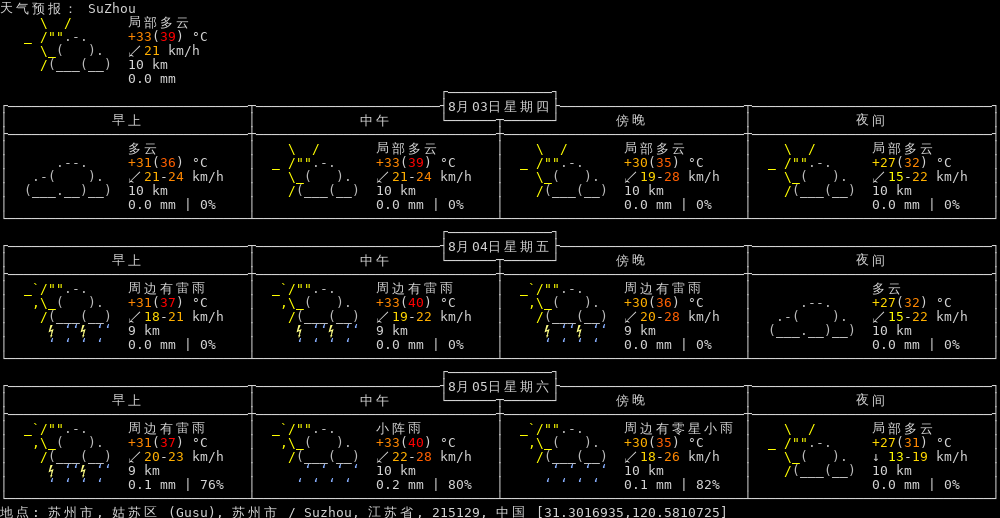 天气预报: SuZhou
局部多云
+33(39) °C
↙ 21 km/h
10 km
0.0 mm
8月03日星期四
早上 中午 傍晚 夜间
多云 局部多云 局部多云 局部多云
+31(36) °C +33(39) °C +30(35) °C +27(32) °C
↙ 21-24 km/h ↙ 21-24 km/h ↙ 19-28 km/h ↙ 15-22 km/h
10 km 10 km 10 km 10 km
0.0 mm | 0% 0.0 mm | 0% 0.0 mm | 0% 0.0 mm | 0%
8月04日星期五
早上 中午 傍晚 夜间
周边有雷雨 周边有雷雨 周边有雷雨 多云
+31(37) °C +33(40) °C +30(36) °C +27(32) °C
↙ 18-21 km/h ↙ 19-22 km/h ↙ 20-28 km/h ↙ 15-22 km/h
9 km 9 km 9 km 10 km
0.0 mm | 0% 0.0 mm | 0% 0.0 mm | 0% 0.0 mm | 0%
8月05日星期六
早上 中午 傍晚 夜间
周边有雷雨 小阵雨 周边有零星小雨 局部多云
+31(37) °C +33(40) °C +30(35) °C +27(31) °C
↙ 20-23 km/h ↙ 22-28 km/h ↙ 18-26 km/h ↓ 13-19 km/h
9 km 10 km 10 km 10 km
0.1 mm | 76% 0.2 mm | 80% 0.1 mm | 82% 0.0 mm | 0%
地点: 苏州市, 姑苏区 (Gusu), 苏州市 / Suzhou, 江苏省, 215129, 中国 [31.3016935,120.5810725]